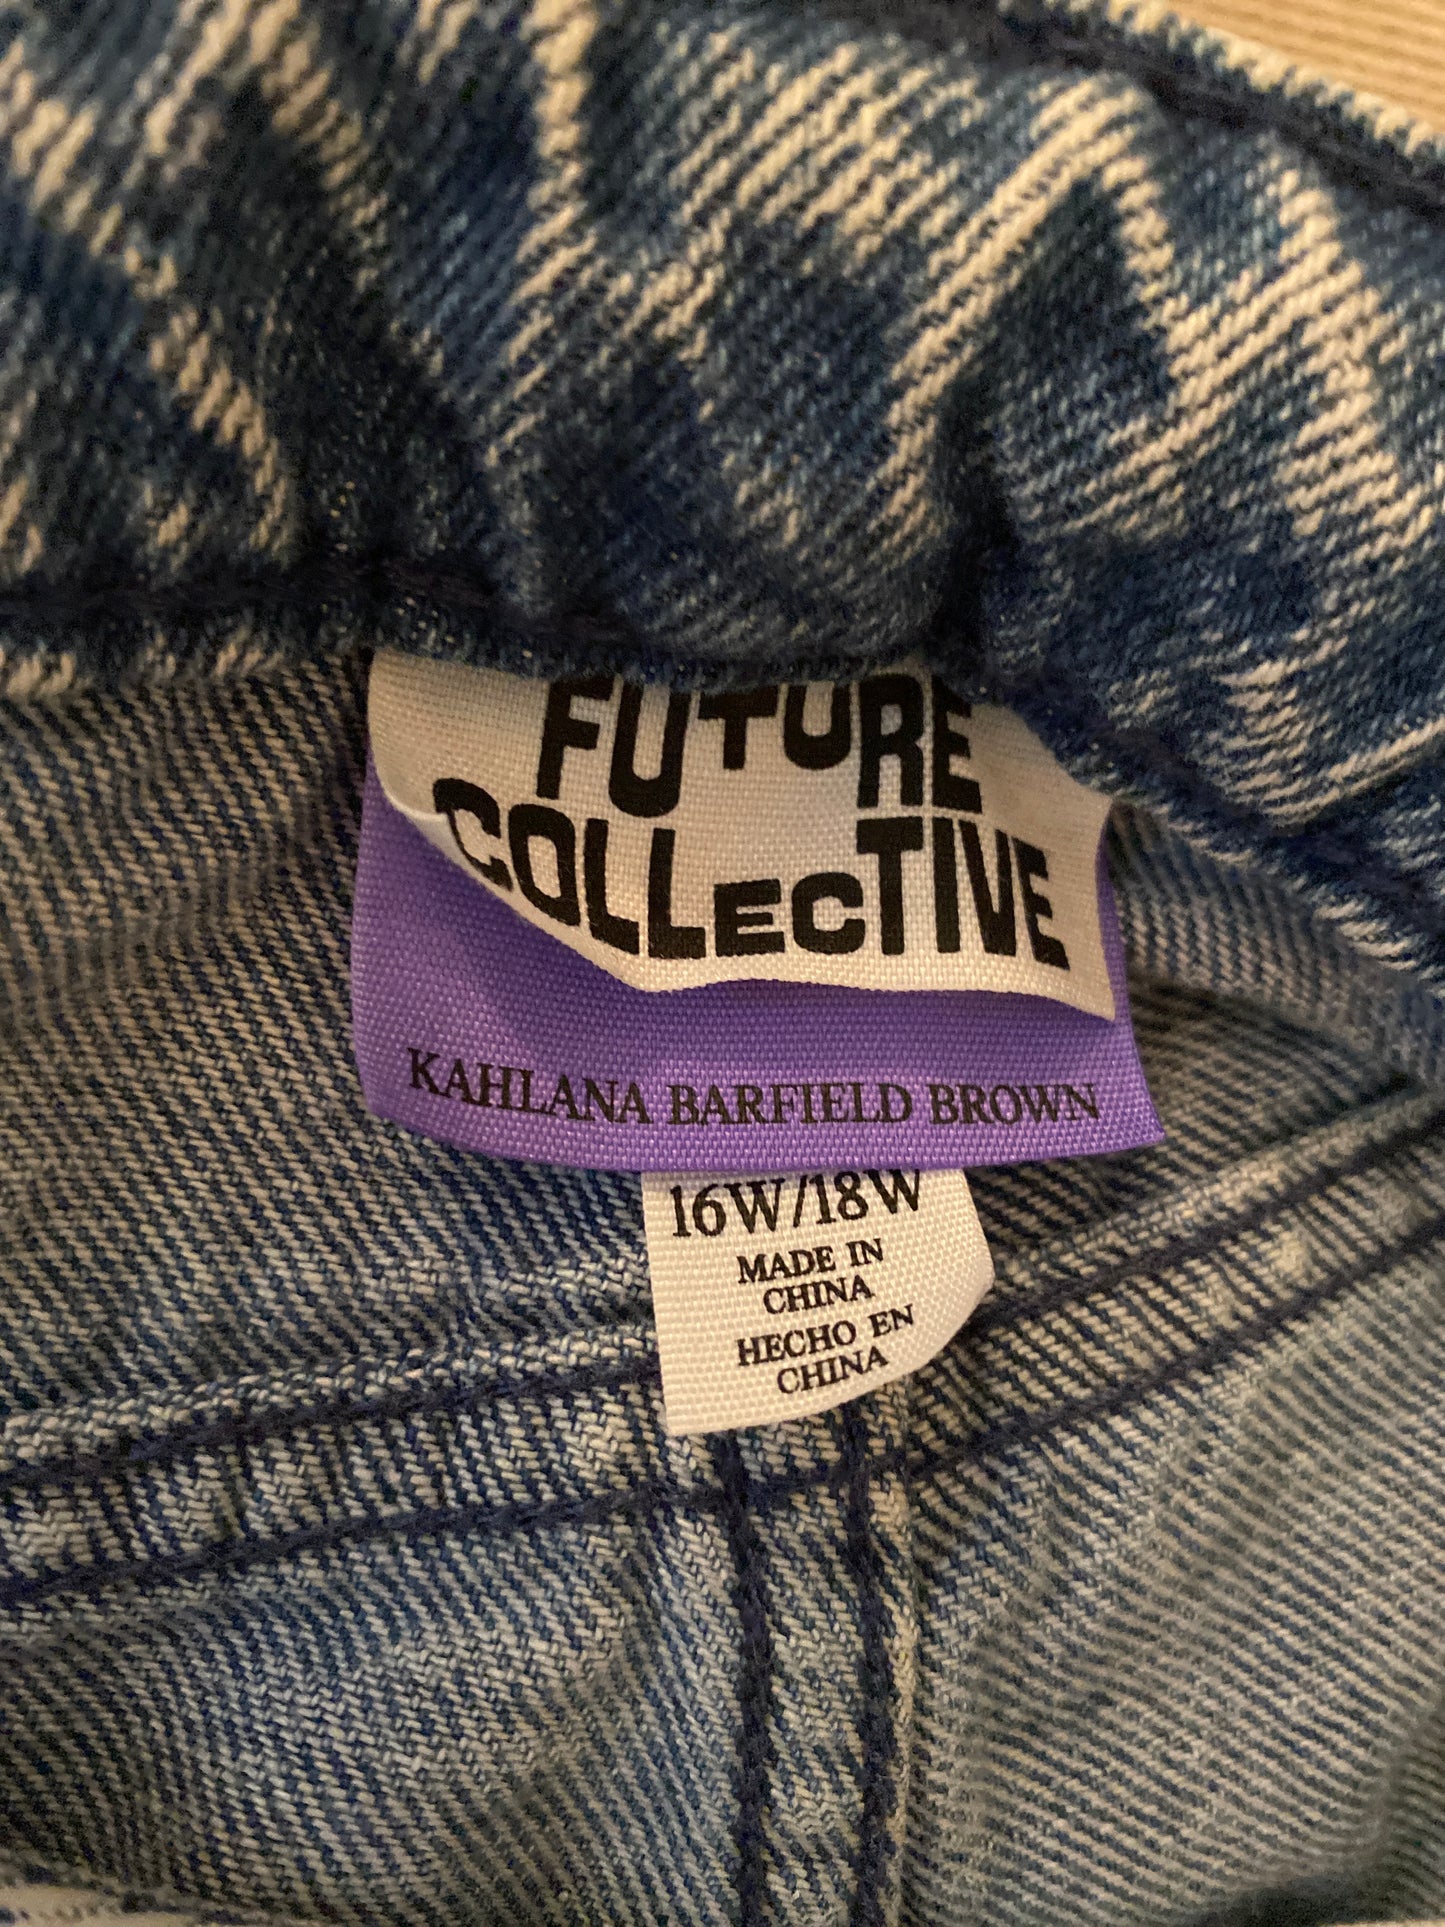 FUTURE
COLLECTIVE
KAHLANA BARFIELD BROWN
16W/18W
MADE IN
CHINA
HECHO EN
CHINA